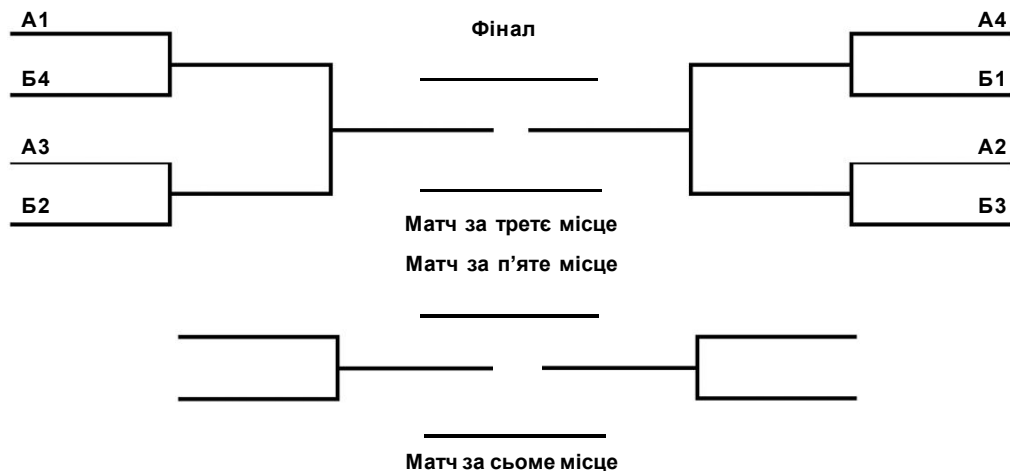 А1
Фінал
А4
Б4
Б1
А3
А2
Б2
Б3
Матч за третє місце
Матч за п’яте місце
Матч за сьоме місце